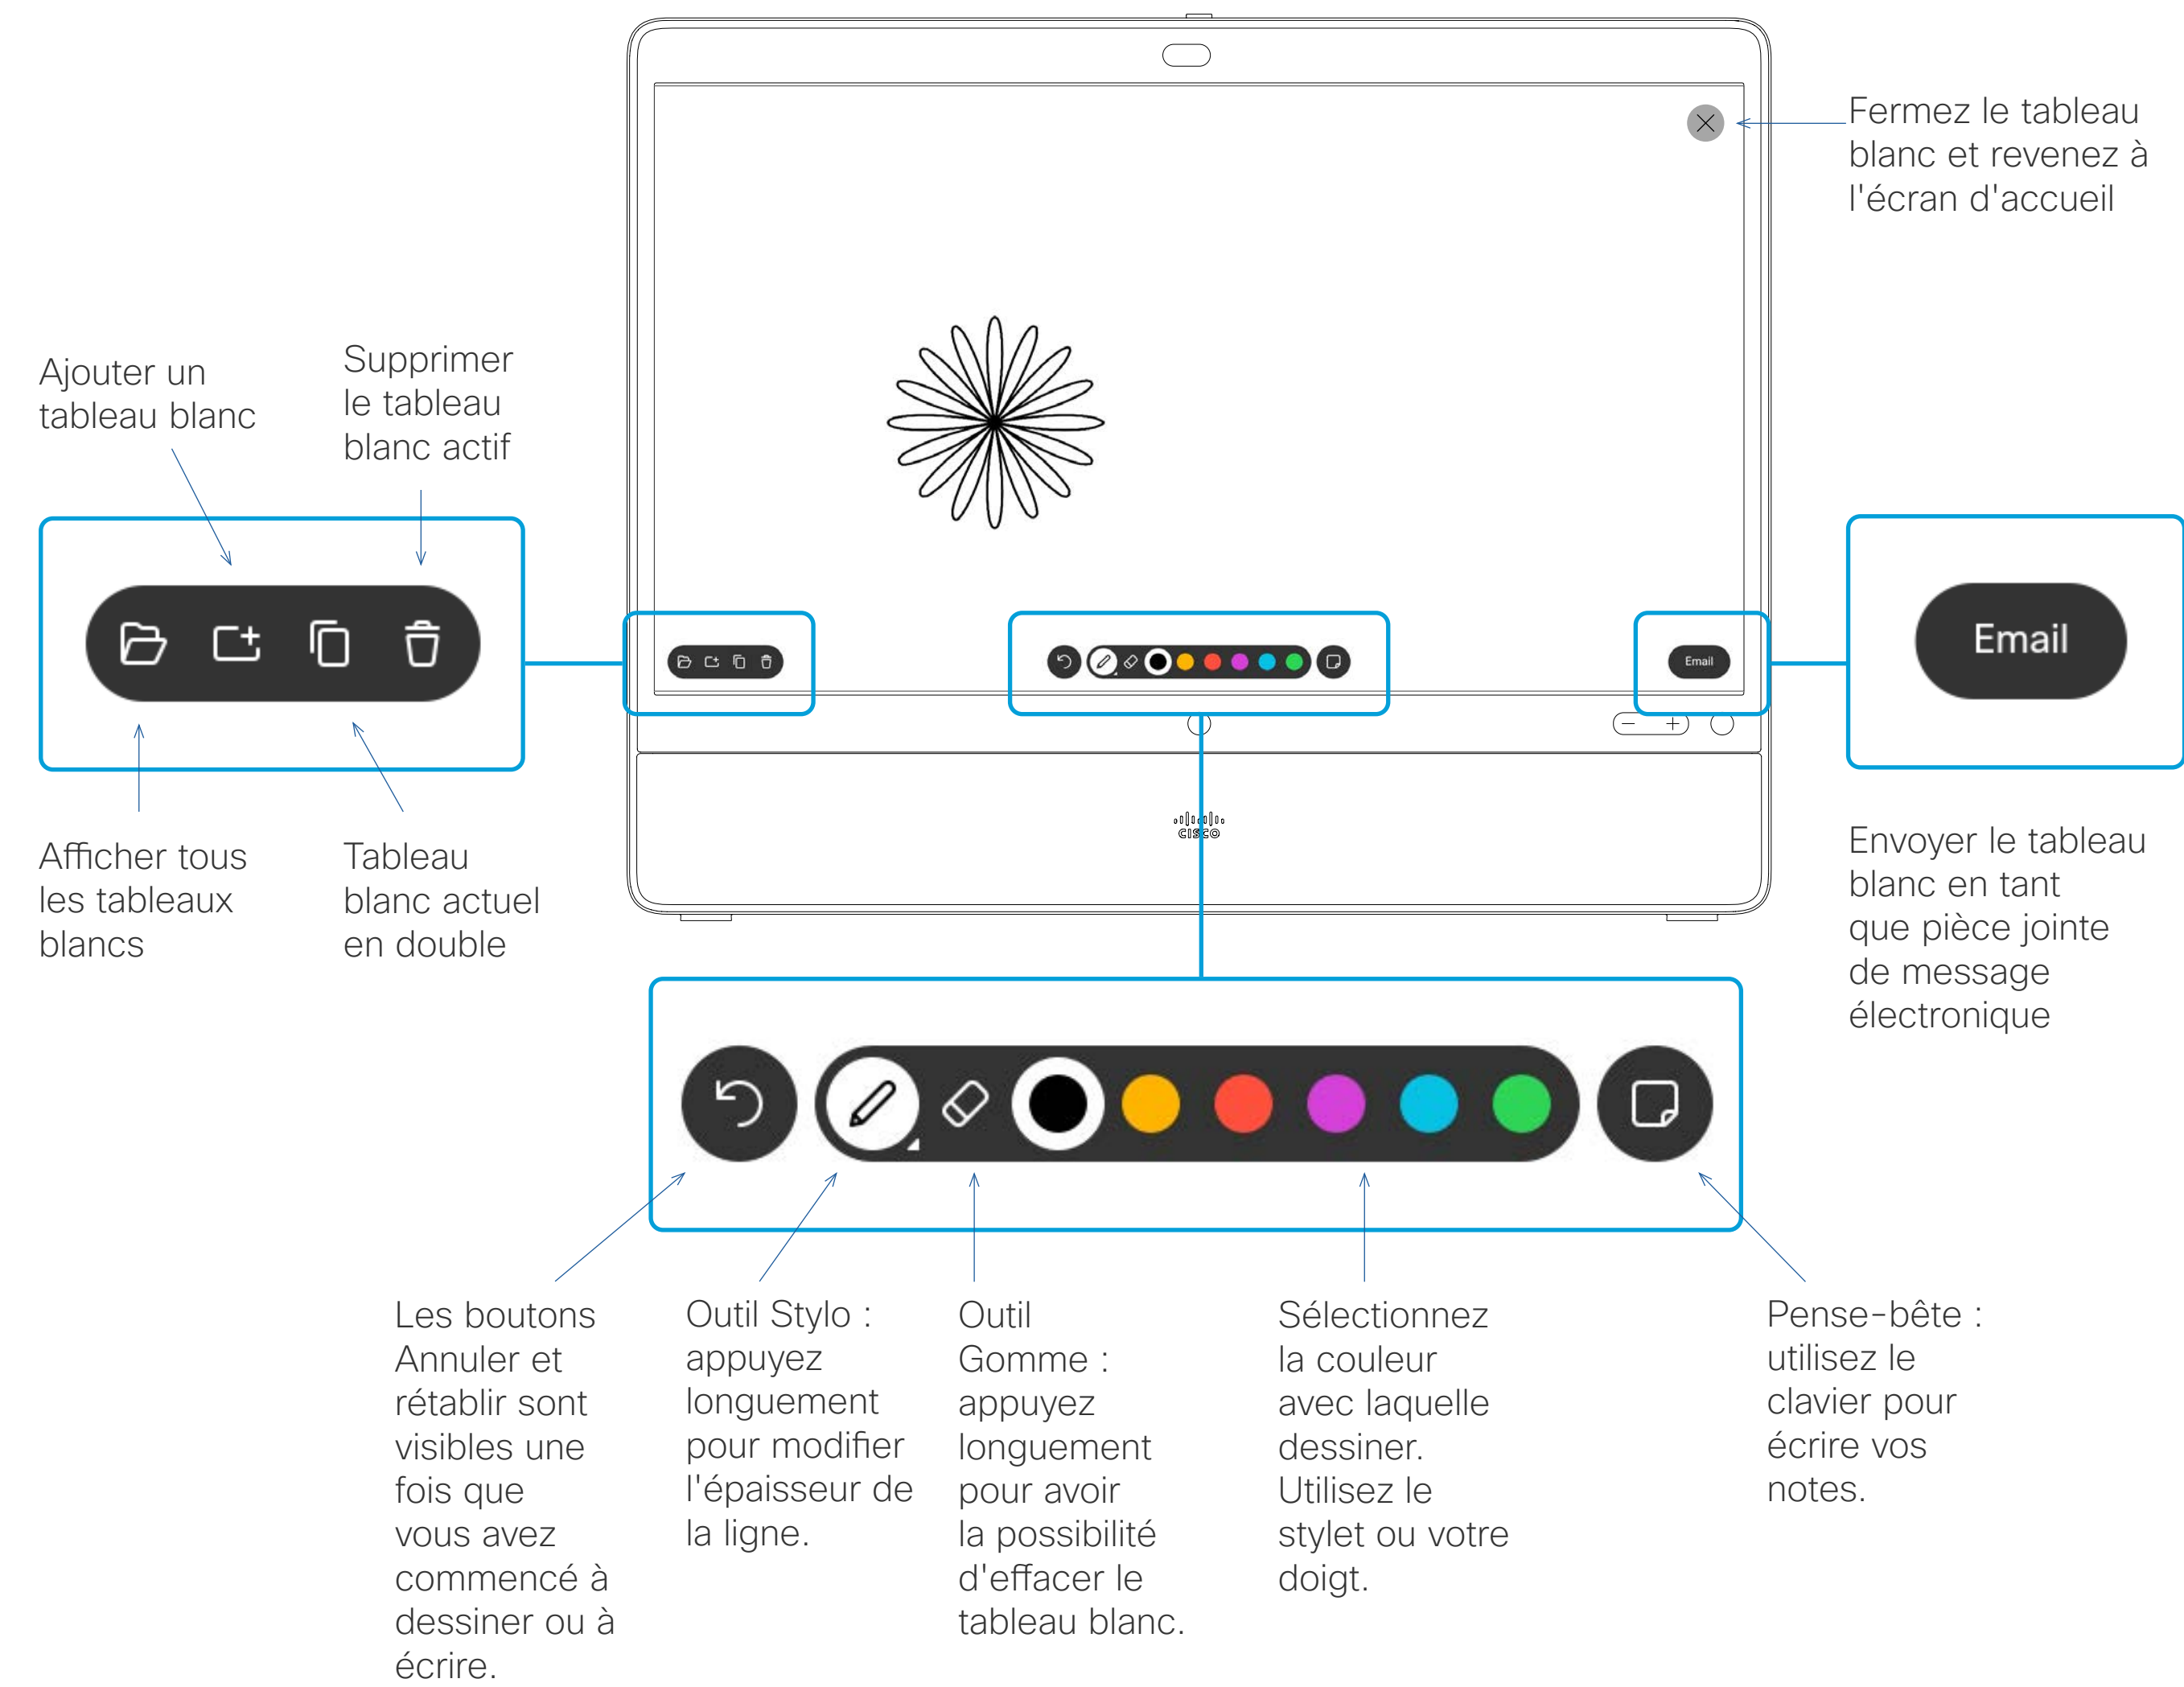 Fermez le tableau
blanc et revenez à
l'écran d'accueil
Ajouter un
tableau blanc
Supprimer
le tableau
blanc actif
Email
Email
CISCO
Afficher tous
les tableaux
blancs
Tableau
blanc actuel
en double
Envoyer le tableau
blanc en tant
que pièce jointe
de message
électronique
Les boutons
Annuler et
rétablir sont
visibles une
fois que
vous avez
commencé à
dessiner ou à
écrire.
Outil Stylo :
appuyez
longuement
pour modifier
l'épaisseur de
la ligne.
Outil
Gomme :
appuyez
longuement
pour avoir
la possibilité
d'effacer le
tableau blanc.
Sélectionnez
la couleur
avec laquelle
dessiner.
Utilisez le
stylet ou votre
doigt.
Pense-bête :
utilisez le
clavier pour
écrire vos
notes.